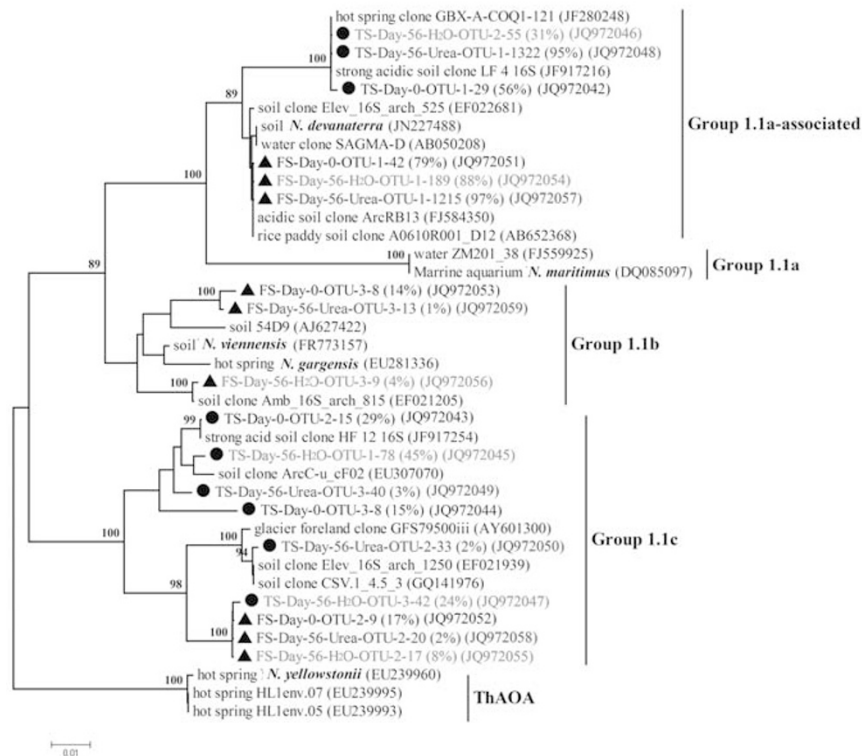 hot spring clone GBX-A-COQ1-121 (JF280248)
TS-Day-56-H2O-OTU-2-55 (31%) (JQ972046)
TS-Day-56-Urea-OTU-1-1322 (95%) (JQ972048)
100
strong acidic soil clone LF 4 16S (JF917216)
TS-Day-0-OTU-1-29 (56%) (JQ972042)
89
soil clone Elev_16S_arch_525 (EF022681)
Group 1.1a-associated
soil N. devanaterra (JN227488)
water clone SAGMA-D (AB050208)
FS-Day-0-OTU-1-42 (79%) (JQ972051)
100
FS-Day-56-H2O-OTU-1-189 (88%) (JQ972054)
FS-Day-56-Urea-OTU-1-1215 (97%) (JQ972057)
acidic soil clone ArcRB13 (FJ584350)
rice paddy soil clone A0610R001_D12 (AB652368)
100
water ZM201_38 (FJ559925)
Group 1.1a
Marrine aquarium N. maritimus (DQ085097)
89
100
FS-Day-0-OTU-3-8 (14%) (JQ972053)
FS-Day-56-Urea-OTU-3-13 (1%) (JQ972059)
soil 54D9 (AJ627422)
soil N. viennensis (FR773157)
Group 1.1b
hot spring N. gargensis (EU281336)
100
FS-Day-56-H2O-OTU-3-9 (4%) (JQ972056)
soil clone Amb_16S_arch_815 (EF021205)
99
TS-Day-0-OTU-2-15 (29%) (JQ972043)
strong acid soil clone HF 12 16S (JF917254)
TS-Day-56-H2O-OTU-1-78 (45%) (JQ972045)
soil clone ArcC-u_cF02 (EU307070)
TS-Day-56-Urea-OTU-3-40 (3%) (JQ972049)
TS-Day-0-OTU-3-8 (15%) (JQ972044)
100
100
glacier foreland clone GFS79500iii (AY601300)
Group 1.1c
94
TS-Day-56-Urea-OTU-2-33 (2%) (JQ972050)
soil clone Elev_16S_arch_1250 (EF021939)
98
soil clone CSV.1_4.5_3 (GQ141976)
TS-Day-56-H2O-OTU-3-42 (24%) (JQ972047)
FS-Day-0-OTU-2-9 (17%) (JQ972052)
100
FS-Day-56-Urea-OTU-2-20 (2%) (JQ972058)
FS-Day-56-H2O-OTU-2-17 (8%) (JQ972055)
100
hot spring N. yellowstonii (EU239960)
hot spring HL1env.07 (EU239995)
ThAOA
hot spring HL1env.05 (EU239993)
0.01